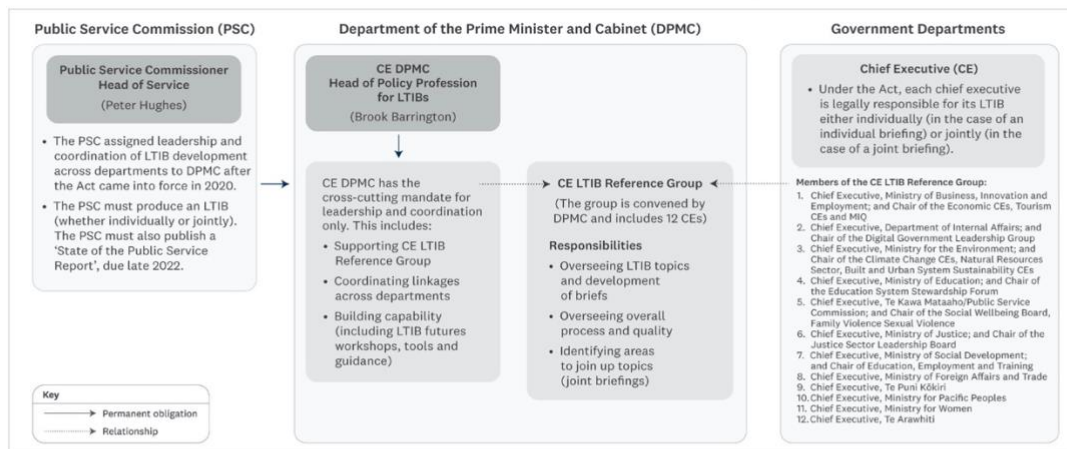 Public Service Commission (PSC)
Public Service Commissioner
Head of Service
(Peter Hughes)
• The PSC assigned leadership and
coordination of LTIB development
across departments to DPMC after
the Act came into force in 2020.
• The PSC must produce an LTIB
(whether individually or jointly).
The PSC must also publish a
‘State of the Public Service
Report’, due late 2022.
Key
Permanent obligation
Relationship
Department of the Prime Minister and Cabinet (DPMC)
CE DPMC
Head of Policy Profession
for LTIBs
(Brook Barrington)
CE DPMC has the
cross-cutting mandate for
leadership and coordination
only. This includes:
• Supporting CE LTIB
Reference Group
• Coordinating linkages
across departments
• Building capability
(including LTIB futures
workshops, tools and
guidance)
CE LTIB Reference Group
(The group is convened by
DPMC and includes 12 CEs)
Responsibilities
• Overseeing LTIB topics
and development
of briefs
• Overseeing overall
process and quality
• Identifying areas
to join up topics
(joint briefings)
Government Departments
Chief Executive (CE)
• Under the Act, each chief executive
is legally responsible for its LTIB
either individually (in the case of an
individual briefing) or jointly (in the
case of a joint briefing).
Members of the CE LTIB Reference Group:
1. Chief Executive, Ministry of Business, Innovation and
Employment; and Chair of the Economic CEs, Tourism
CEs and MIQ
2. Chief Executive, Department of Internal Affairs; and
Chair of the Digital Government Leadership Group
3. Chief Executive, Ministry for the Environment; and
Chair of the Climate Change CEs, Natural Resources
Sector, Built and Urban System Sustainability CEs
4. Chief Executive, Ministry of Education; and Chair of
the Education System Stewardship Forum
5. Chief Executive, Te Kawa Mataaho/Public Service
Commission; and Chair of the Social Wellbeing Board,
Family Violence Sexual Violence
6. Chief Executive, Ministry of Justice; and Chair of the
Justice Sector Leadership Board
7. Chief Executive, Ministry of Social Development;
and Chair of Education, Employment and Training
8. Chief Executive, Ministry of Foreign Affairs and Trade
9. Chief Executive, Te Puni Kōkiri
10. Chief Executive, Ministry for Pacific Peoples
11. Chief Executive, Ministry for Women
12. Chief Executive, Te Arawhiti